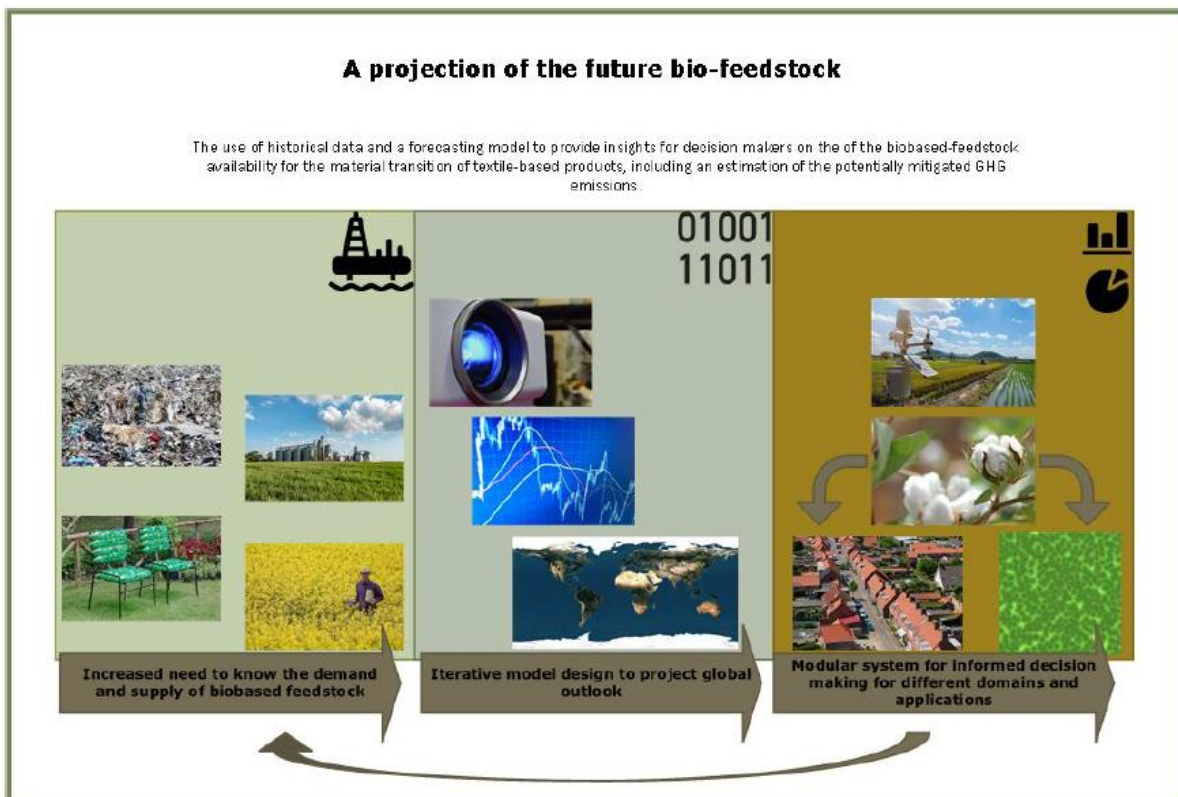 A projection of the future bio-feedstock
The use of historical data and a forecasting model to provide insights for decision makers on the of the biobased-feedstock
availability for the material transition of textile-based products, including an estimation of the potentially mitigated GHG
emissions.
01001
11011
Increased need to know the demand
and supply of biobased feedstock
Iterative model design to project global
outlook
Modular system for informed decision
making for different domains and
applications